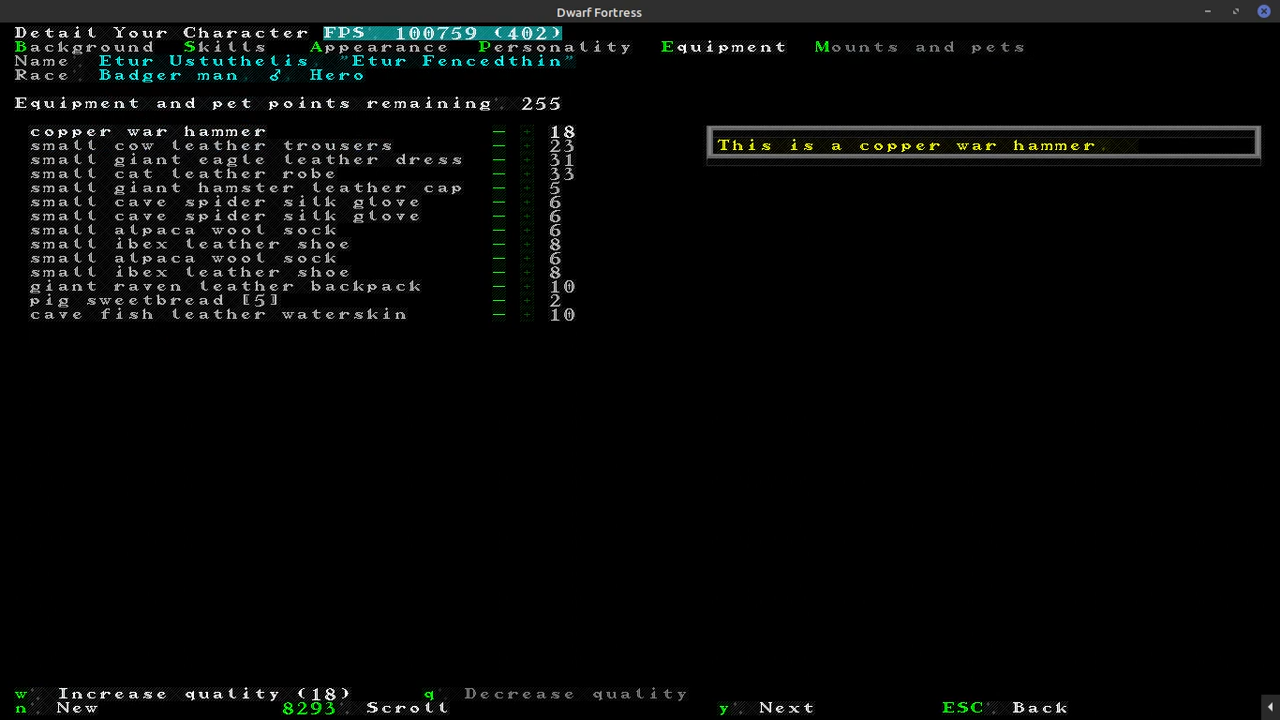 Dwarf Fortress
Detail Your Character FPS: 100759 (402)
Background Skills Appearance Personality Equipment Mounts and pets
Name: Etur Ustuthelis, "Etur Fencedthin"
Race: Badger man, ♂, Hero
Equipment and pet points remaining: 255
copper war hammer - + 18
small cow leather trousers - + 23
small giant eagle leather dress - + 31
small cat leather robe - + 33
small giant hamster leather cap - + 5
small cave spider silk glove - + 6
small cave spider silk glove - + 6
small alpaca wool sock - + 6
small ibex leather shoe - + 8
small alpaca wool sock - + 6
small ibex leather shoe - + 8
giant raven leather backpack - + 10
pig sweetbread [5] - + 2
cave fish leather waterskin - + 10
This is a copper war hammer.
w: Increase quality (18) q: Decrease quality
n: New 8293: Scroll y: Next ESC: Back